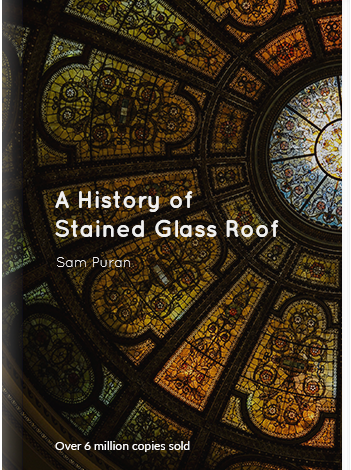 A History of
Stained Glass Roof
Sam Puran
Over 6 million copies sold